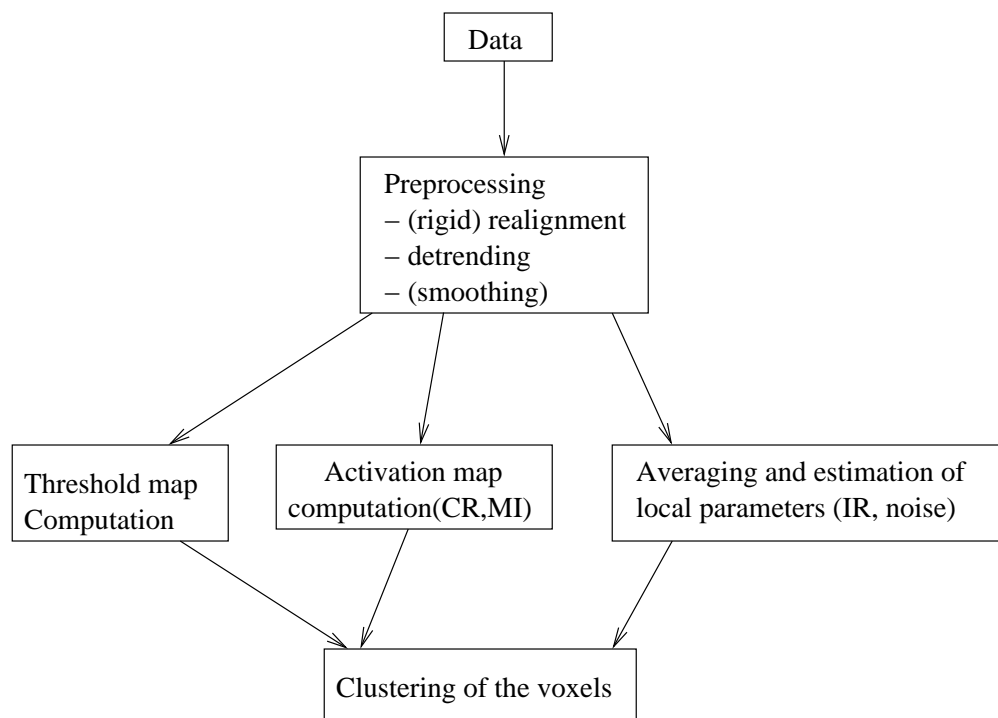 Data
Preprocessing
– (rigid) realignment
– detrending
– (smoothing)
Threshold map
Computation
Activation map
computation(CR,MI)
Averaging and estimation of
local parameters (IR, noise)
Clustering of the voxels